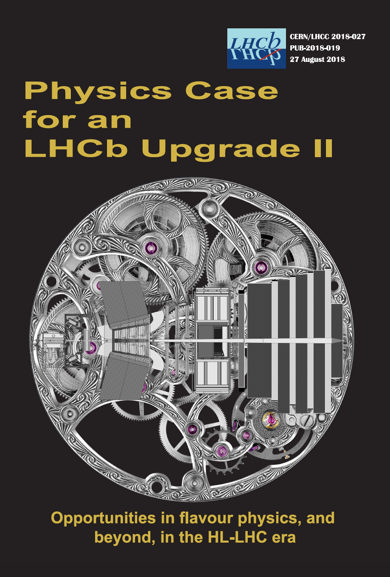 LHCb
ГHCp
CERN/LHCC 2018-027
PUB-2018-019
27 August 2018
Physics Case
for an
LHCb Upgrade II
Opportunities in flavour physics, and
beyond, in the HL-LHC era